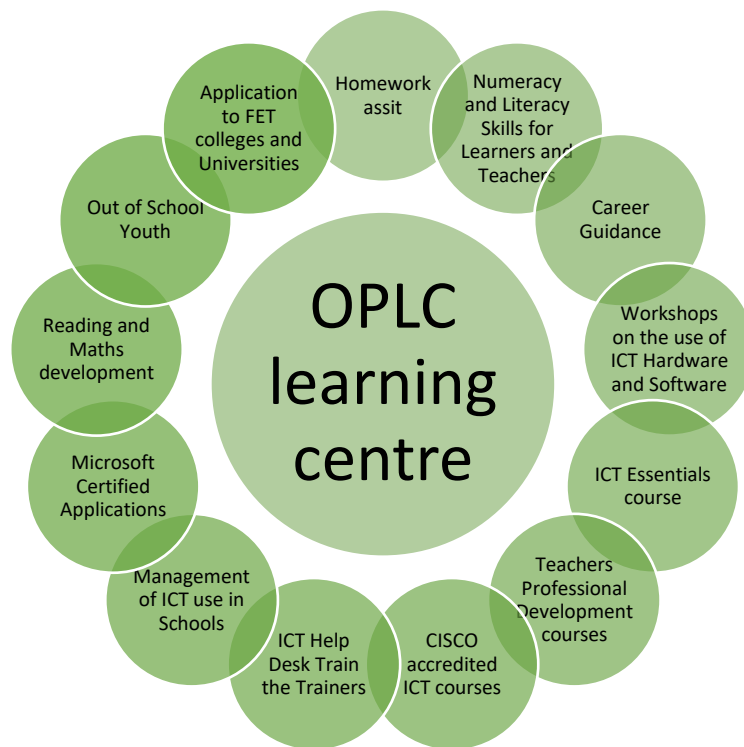 Homework
assit
Numeracy
and Literacy
Skills for
Learners and
Teachers
Career
Guidance
Workshops
on the use of
ICT Hardware
and Software
ICT Essentials
course
Teachers
Professional
Development
courses
CISCO
accredited
ICT courses
ICT Help
Desk Train
the Trainers
Management
of ICT use in
Schools
Microsoft
Certified
Applications
Reading and
Maths
development
Out of School
Youth
Application
to FET
colleges and
Universities
OPLC
learning
centre